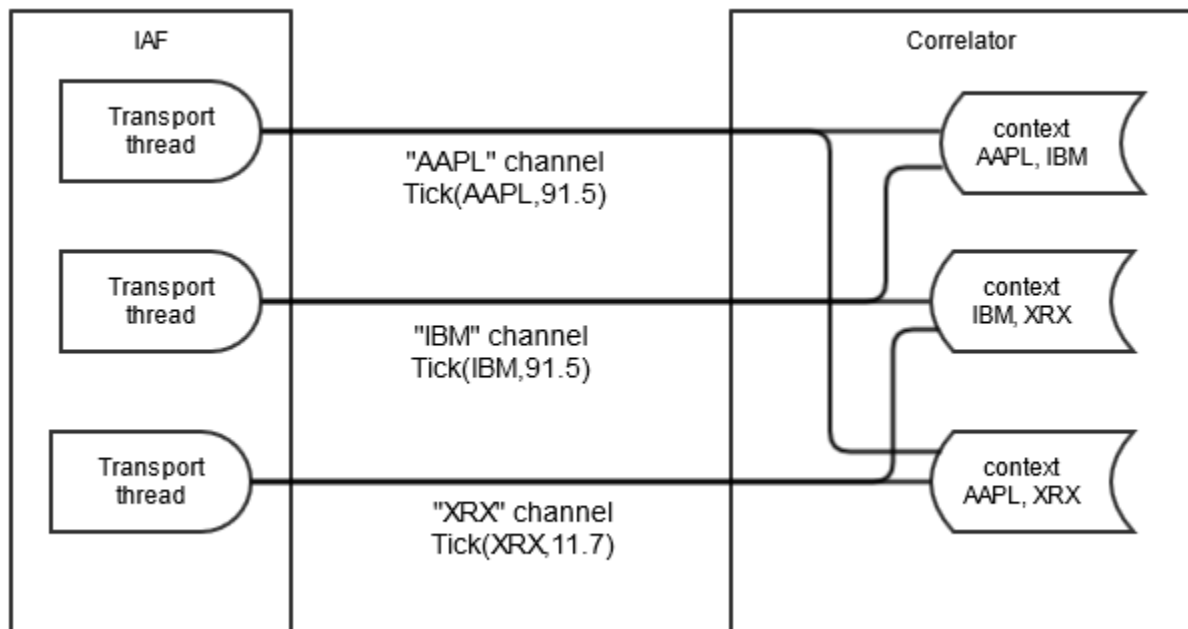 IAF
Correlator
Transport
thread
"AAPL" channel
Tick(AAPL,91.5)
context
AAPL, IBM
Transport
thread
"IBM" channel
Tick(IBM,91.5)
context
IBM, XRX
Transport
thread
"XRX" channel
Tick(XRX,11.7)
context
AAPL, XRX